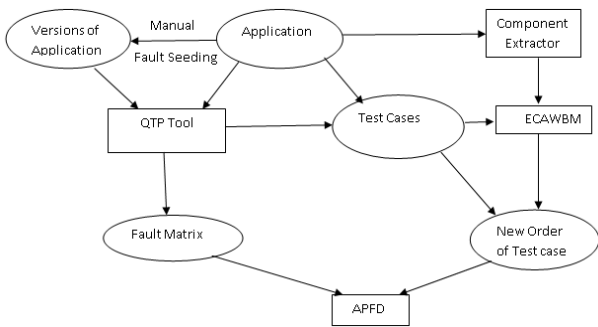 Versions of
Application
Manual
Fault Seeding
Application
Component
Extractor
QTP Tool
Test Cases
ECAWBM
Fault Matrix
New Order
of Test case
APFD